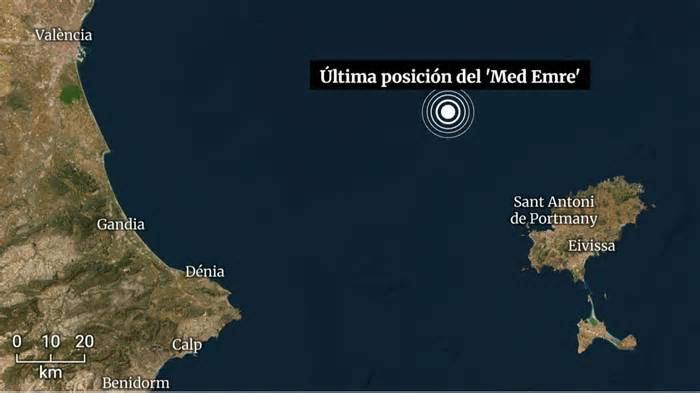 València
Última posición del 'Med Emre'
Sant Antoni
de Portmany
Gandia
Eivissa
Dénia
0 10 20
km
Calp
Benidorm